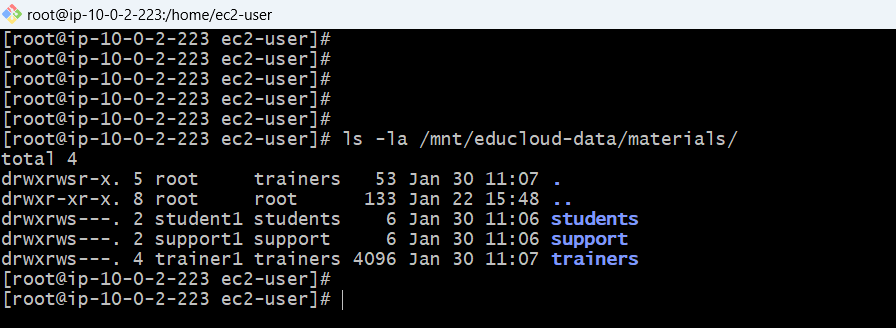 root@ip-10-0-2-223:/home/ec2-user
[root@ip-10-0-2-223 ec2-user]#
[root@ip-10-0-2-223 ec2-user]#
[root@ip-10-0-2-223 ec2-user]#
[root@ip-10-0-2-223 ec2-user]#
[root@ip-10-0-2-223 ec2-user]#
[root@ip-10-0-2-223 ec2-user]# ls -la /mnt/educloud-data/materials/
total 4
drwxrwsr-x. 5 root     trainers   53 Jan 30 11:07 .
drwxr-xr-x. 8 root     root      133 Jan 22 15:48 ..
drwxrws---. 2 student1 students    6 Jan 30 11:06 students
drwxrws---. 2 support1 support     6 Jan 30 11:06 support
drwxrws---. 4 trainer1 trainers 4096 Jan 30 11:07 trainers
[root@ip-10-0-2-223 ec2-user]#
[root@ip-10-0-2-223 ec2-user]#